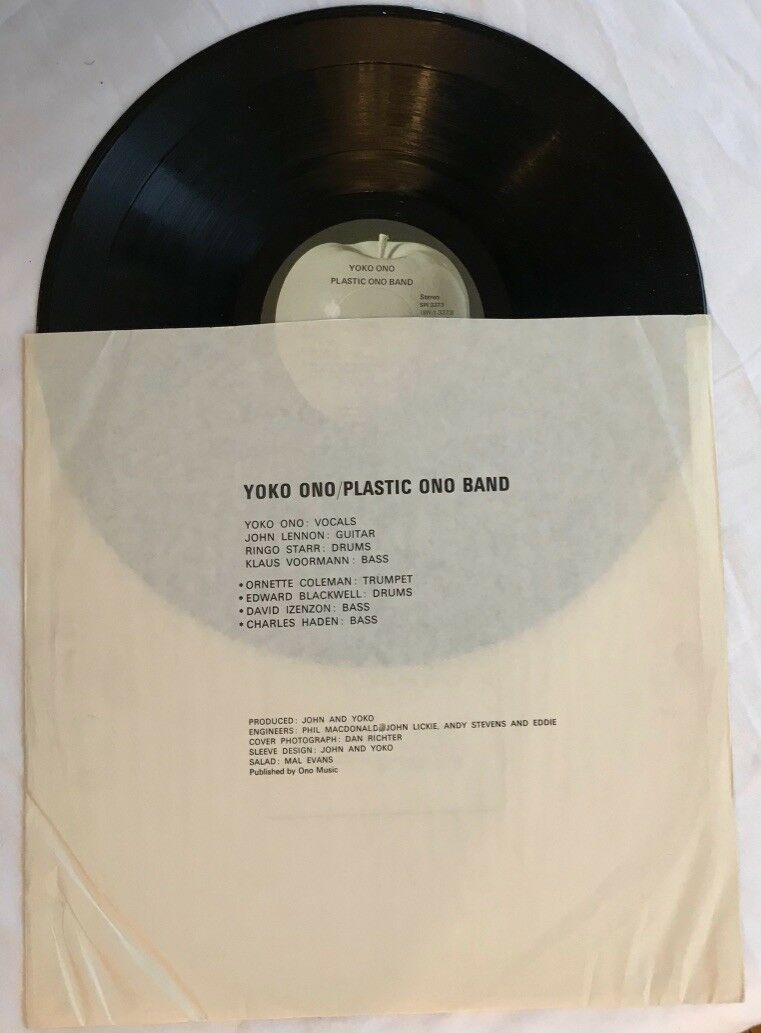 YOKO ONO
PLASTIC ONO BAND
Stereo
YOKO ONO/PLASTIC ONO BAND
YOKO ONO: VOCALS
JOHN LENNON: GUITAR
RINGO STARR: DRUMS
KLAUS VOORMANN: BASS
• ORNETTE COLEMAN: TRUMPET
• EDWARD BLACKWELL: DRUMS
• DAVID IZENZON: BASS
• CHARLES HADEN: BASS
PRODUCED: JOHN AND YOKO
ENGINEERS: PHIL MACDONALD@JOHN LICKIE, ANDY STEVENS AND EDDIE
COVER PHOTOGRAPH: DAN RICHTER
SLEEVE DESIGN: JOHN AND YOKO
SALAD: MAL EVANS
Published by Ono Music